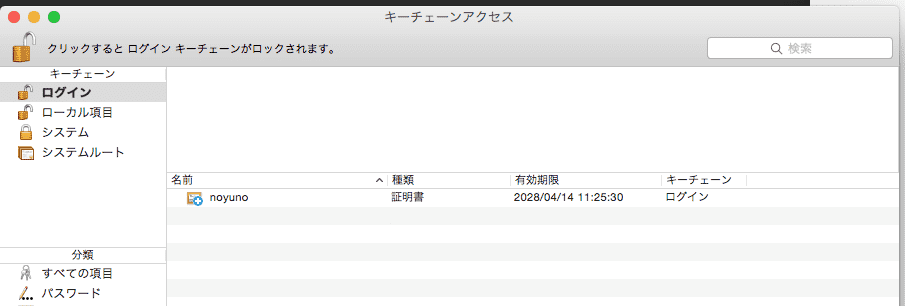 キーチェーンアクセス
クリックすると ログイン キーチェーンがロックされます。
検索
キーチェーン
ログイン
ローカル項目
システム
システムルート
名前 種類 有効期限 キーチェーン
noyuno 証明書 2028/04/14 11:25:30 ログイン
分類
すべての項目
パスワード